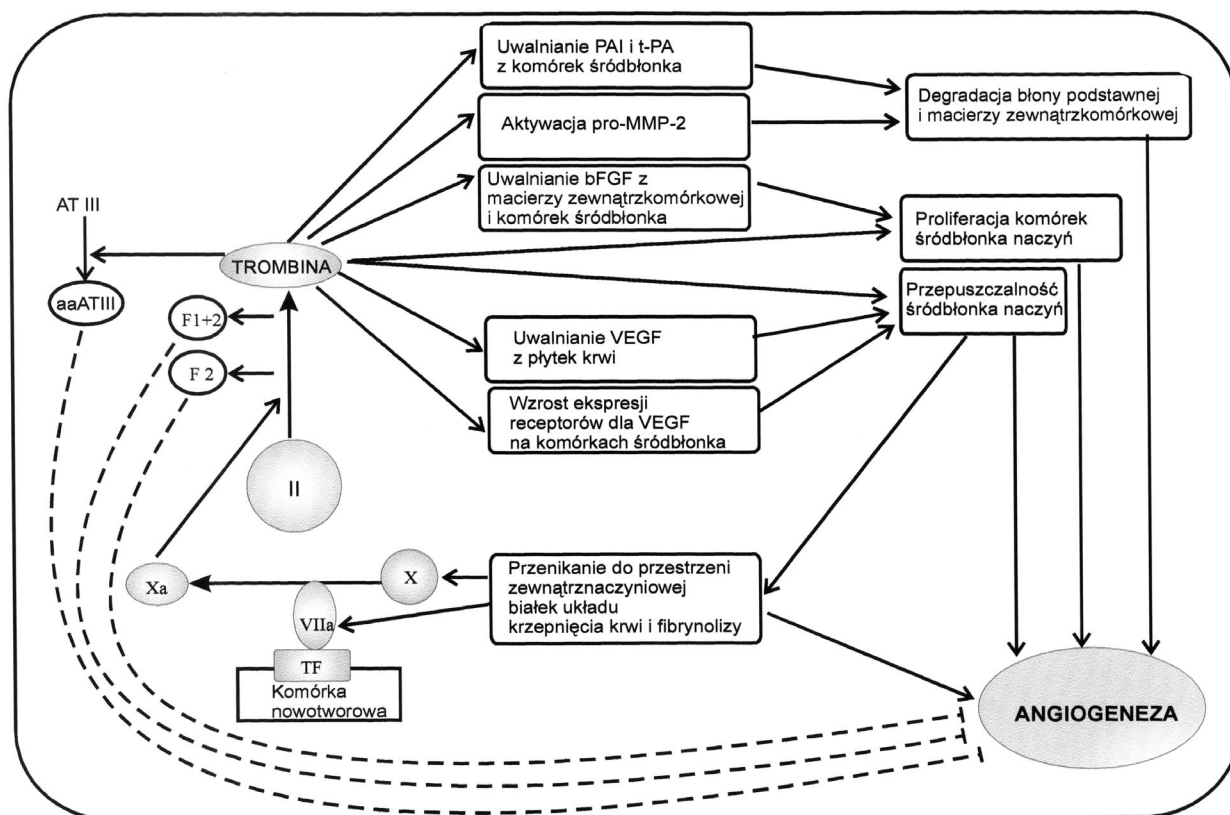 Uwalnianie PAI i t-PA
z komórek śródbłonka
Degradacja błony podstawnej
i macierzy zewnątrzkomórkowej
Aktywacja pro-MMP-2
Uwalnianie bFGF z
macierzy zewnątrzkomórkowej
i komórek śródbłonka
AT III
Proliferacja komórek
śródbłonka naczyń
TROMBINA
aaATIII
Przepuszczalność
śródbłonka naczyń
F1+2
Uwalnianie VEGF
z płytek krwi
F 2
Wzrost ekspresji
receptorów dla VEGF
na komórkach śródbłonka
II
Przenikanie do przestrzeni
zewnątrznaczyniowej
białek układu
krzepnięcia krwi i fibrynolizy
X
Xa
VIIa
TF
Komórka
nowotworowa
ANGIOGENEZA